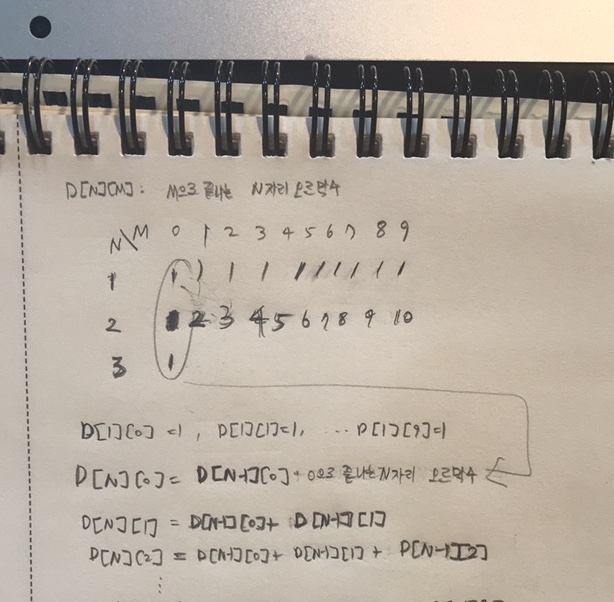 D[N][M]: M으로 끝나는 N자리 오르막수
N\M 0 1 2 3 4 5 6 7 8 9
1 1 1 1 1 1 1 1 1 1 1
2 1 2 3 4 5 6 7 8 9 10
3 1
D[1][0] = 1, D[1][1]=1, ... D[1][9]=1
D[N][0] = D[N-1][0] - 0으로 끝나는 N자리 오르막수
D[N][1] = D[N-1][0] + D[N-1][1]
D[N][2] = D[N-1][0] + D[N-1][1] + D[N-1][2]
⋮